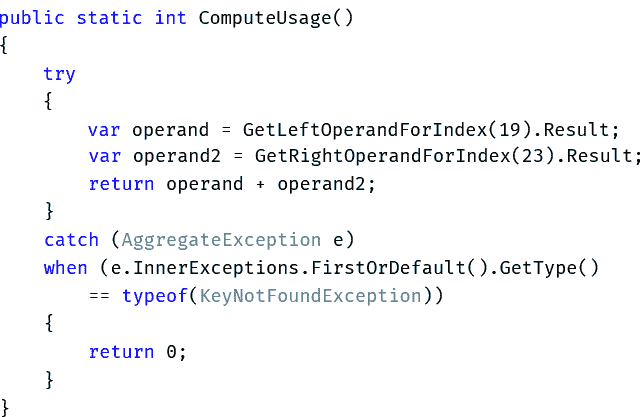 public static int ComputeUsage()
{
    try
    {
        var operand = GetLeftOperandForIndex(19).Result;
        var operand2 = GetRightOperandForIndex(23).Result;
        return operand + operand2;
    }
    catch (AggregateException e)
    when (e.InnerExceptions.FirstOrDefault().GetType()
        == typeof(KeyNotFoundException))
    {
        return 0;
    }
}